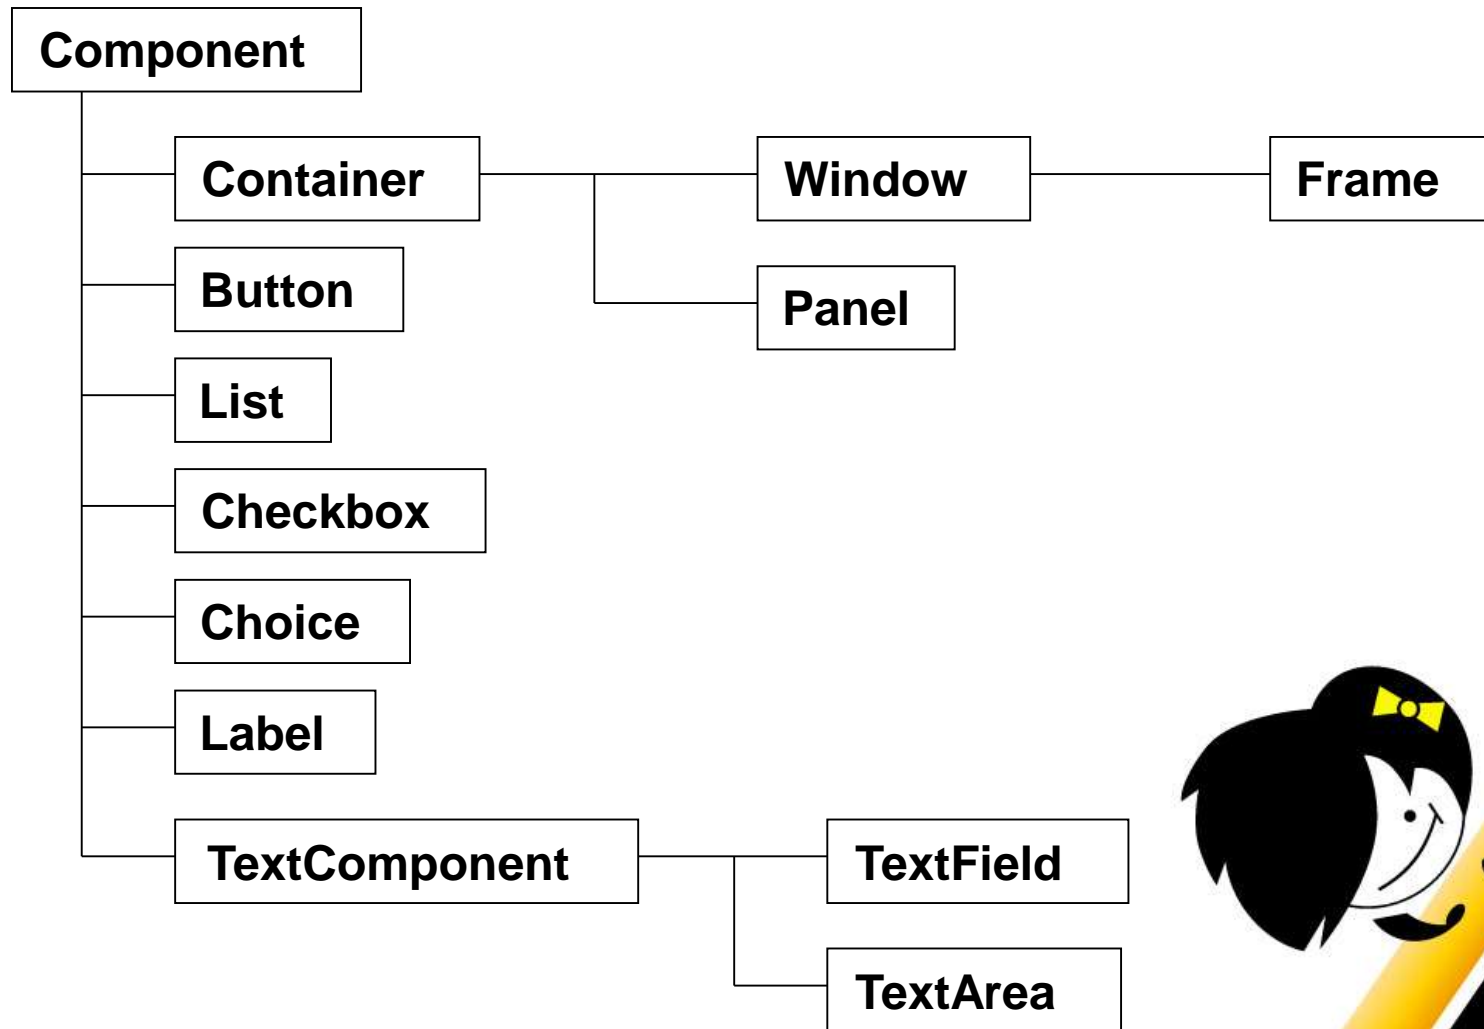 Component
Container
Window
Frame
Button
Panel
List
Checkbox
Choice
Label
TextComponent
TextField
TextArea